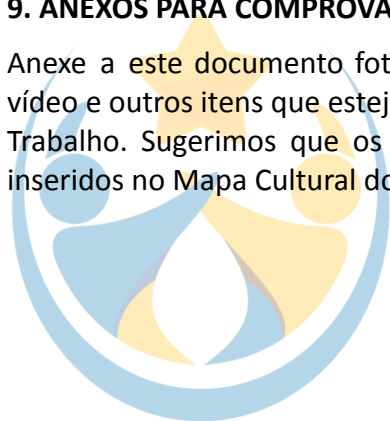 9. ANEXOS PARA COMPROVA
Anexe a este documento fot
vídeo e outros itens que estej
Trabalho. Sugerimos que os
inseridos no Mapa Cultural do